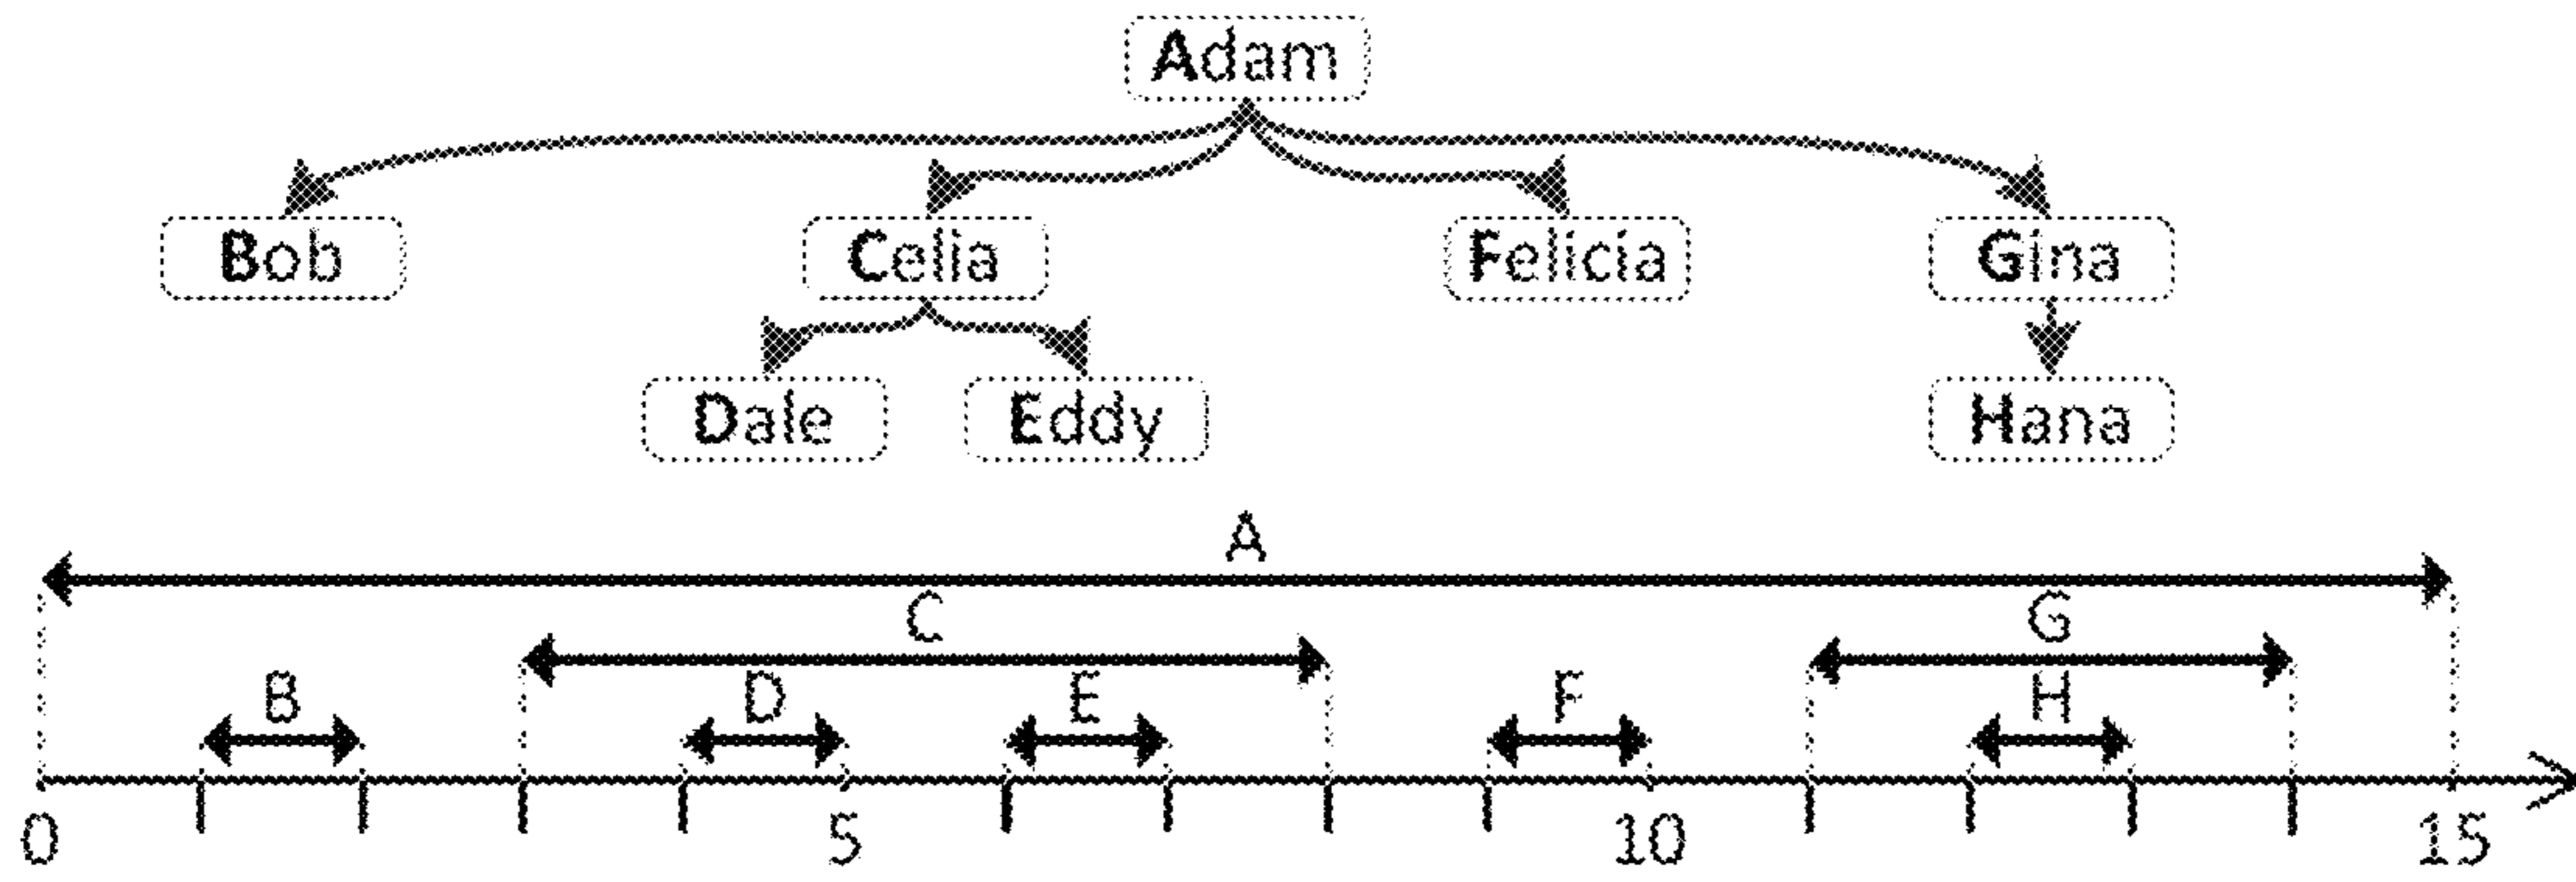 Adam
Bob Celia Felicia Gina
Dale Eddy Hana
A
C G
B D E F H
0 5 10 15